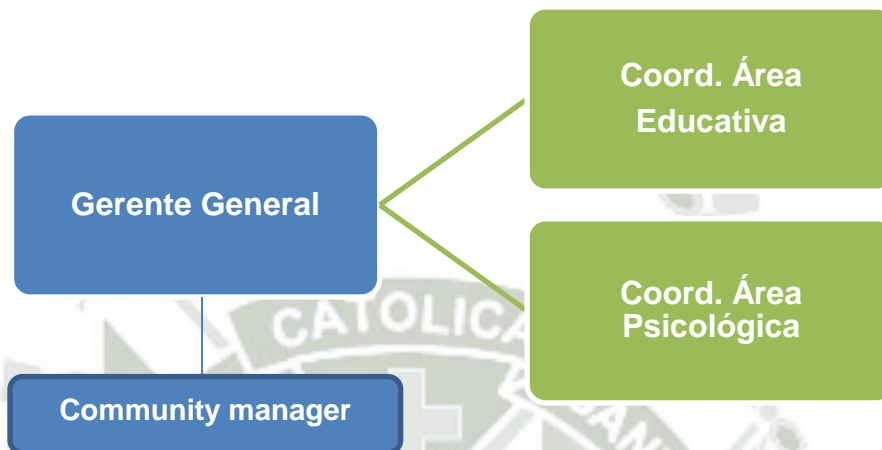 Coord. Área
Educativa
Gerente General
Coord. Área
Psicológica
CATOLICA
Community manager